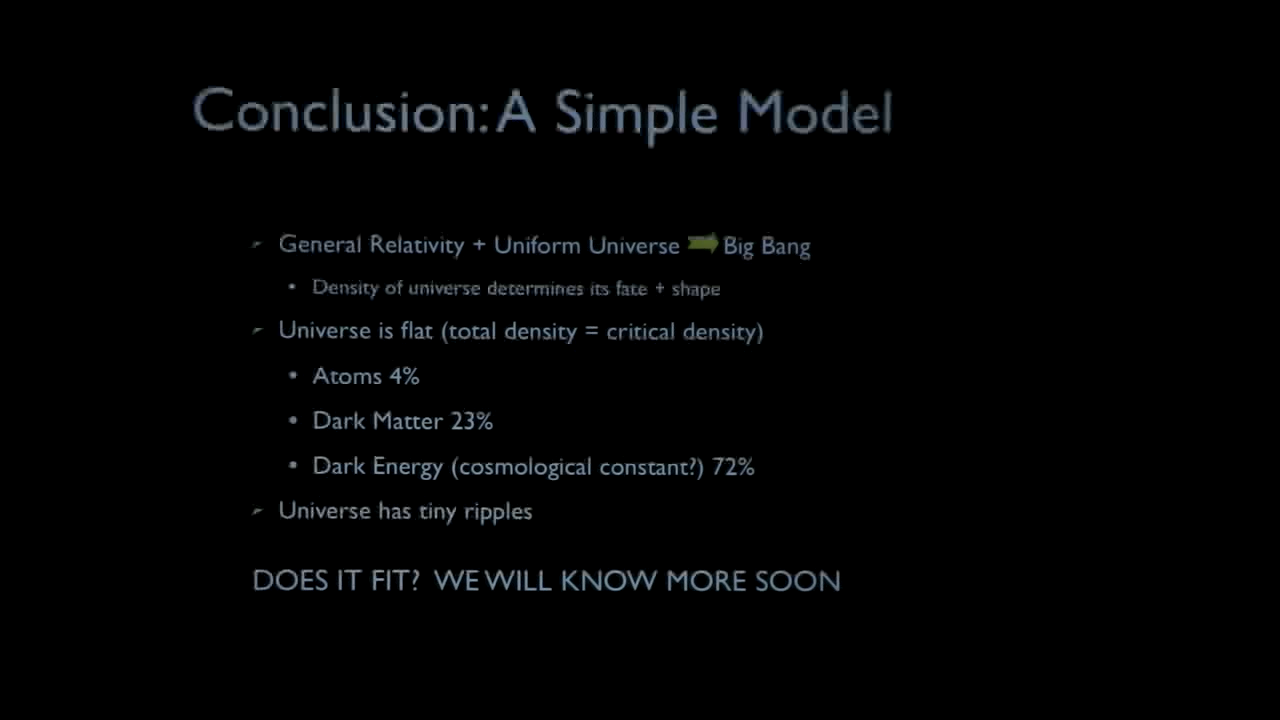 Conclusion: A Simple Model
General Relativity + Uniform Universe ➡ Big Bang
• Density of universe determines its fate + shape
Universe is flat (total density = critical density)
• Atoms 4%
• Dark Matter 23%
• Dark Energy (cosmological constant?) 72%
Universe has tiny ripples
DOES IT FIT? WE WILL KNOW MORE SOON